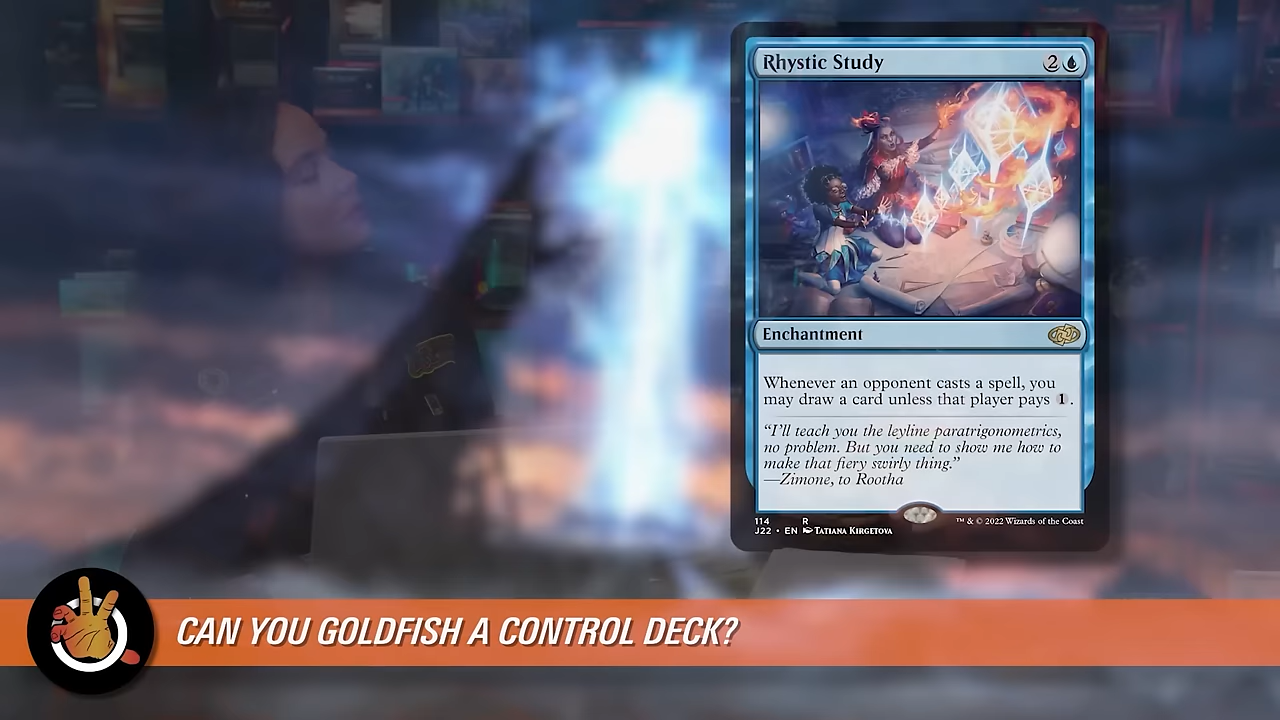 Rhystic Study 2
Enchantment
Whenever an opponent casts a spell, you
may draw a card unless that player pays 1.
“I’ll teach you the leyline paratrigonometrics,
no problem. But you need to show me how to
make that fiery swirly thing.”
—Zimone, to Rootha
114 R
J22 • EN Tatiana Kirgetova
™ & © 2022 Wizards of the Coast
CAN YOU GOLDFISH A CONTROL DECK?